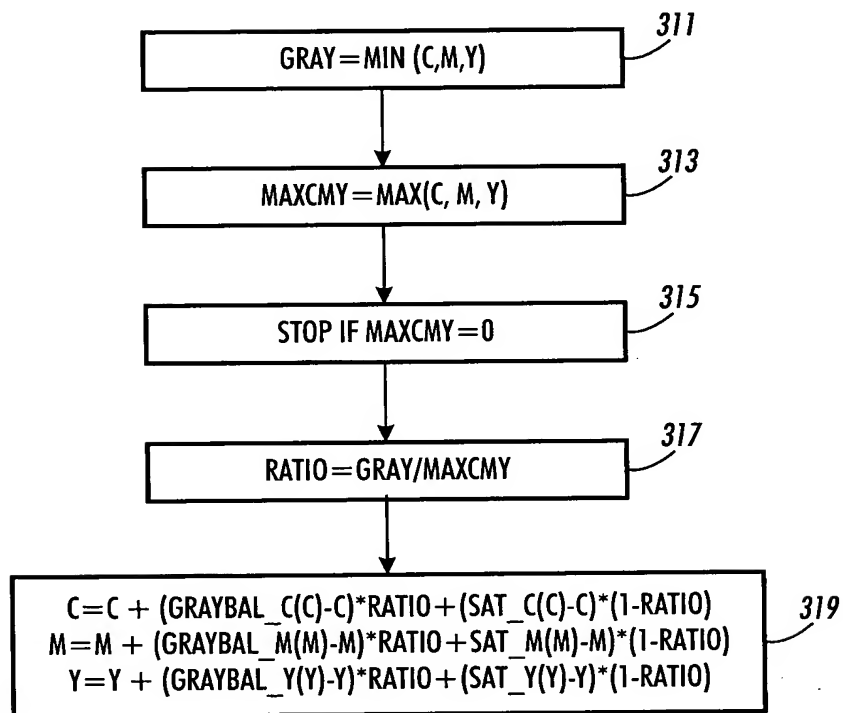 311
GRAY=MIN (C,M,Y)
313
MAXCMY=MAX(C, M, Y)
315
STOP IF MAXCMY=0
317
RATIO=GRAY/MAXCMY
319
C=C + (GRAYBAL_C(C)-C)*RATIO+(SAT_C(C)-C)*(1-RATIO)
M=M + (GRAYBAL_M(M)-M)*RATIO+SAT_M(M)-M)*(1-RATIO)
Y=Y + (GRAYBAL_Y(Y)-Y)*RATIO+(SAT_Y(Y)-Y)*(1-RATIO)